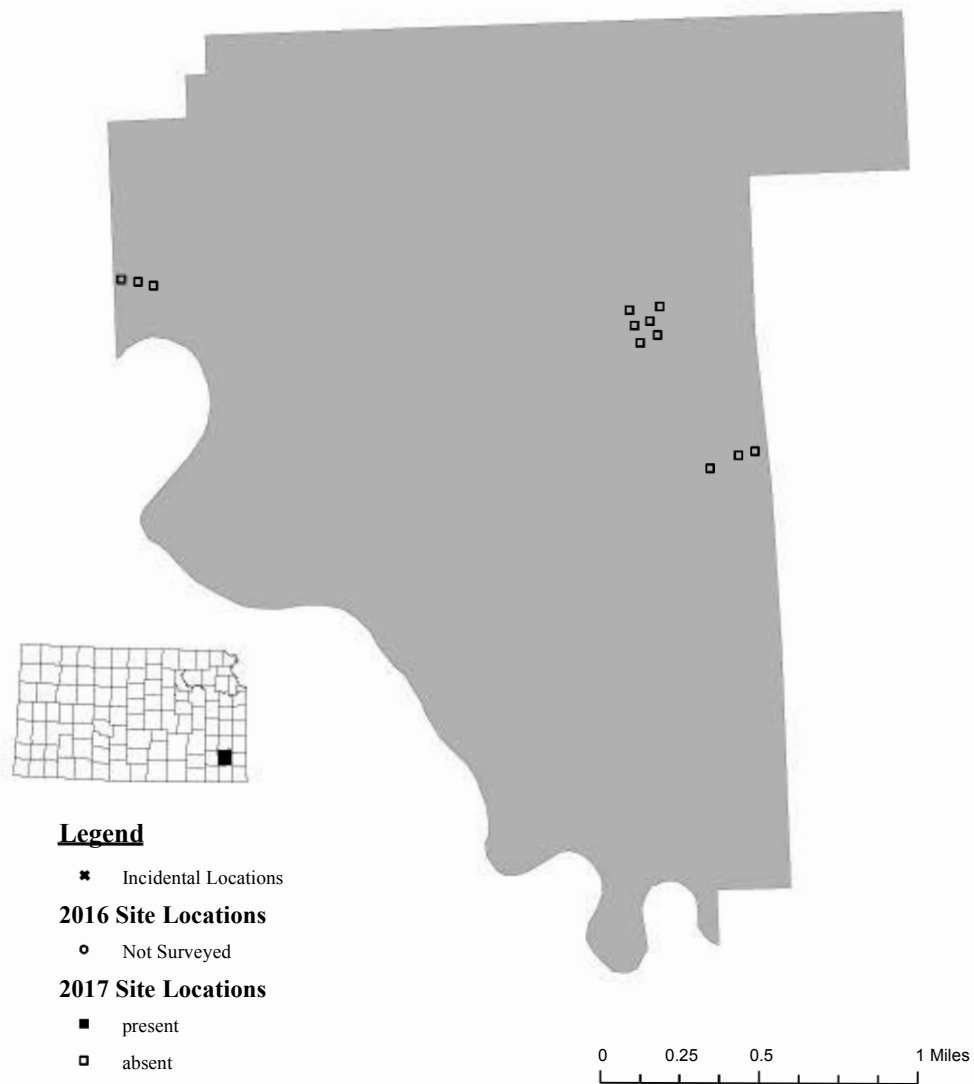 Legend
Incidental Locations
2016 Site Locations
Not Surveyed
2017 Site Locations
present
absent
0 0.25 0.5 1 Miles